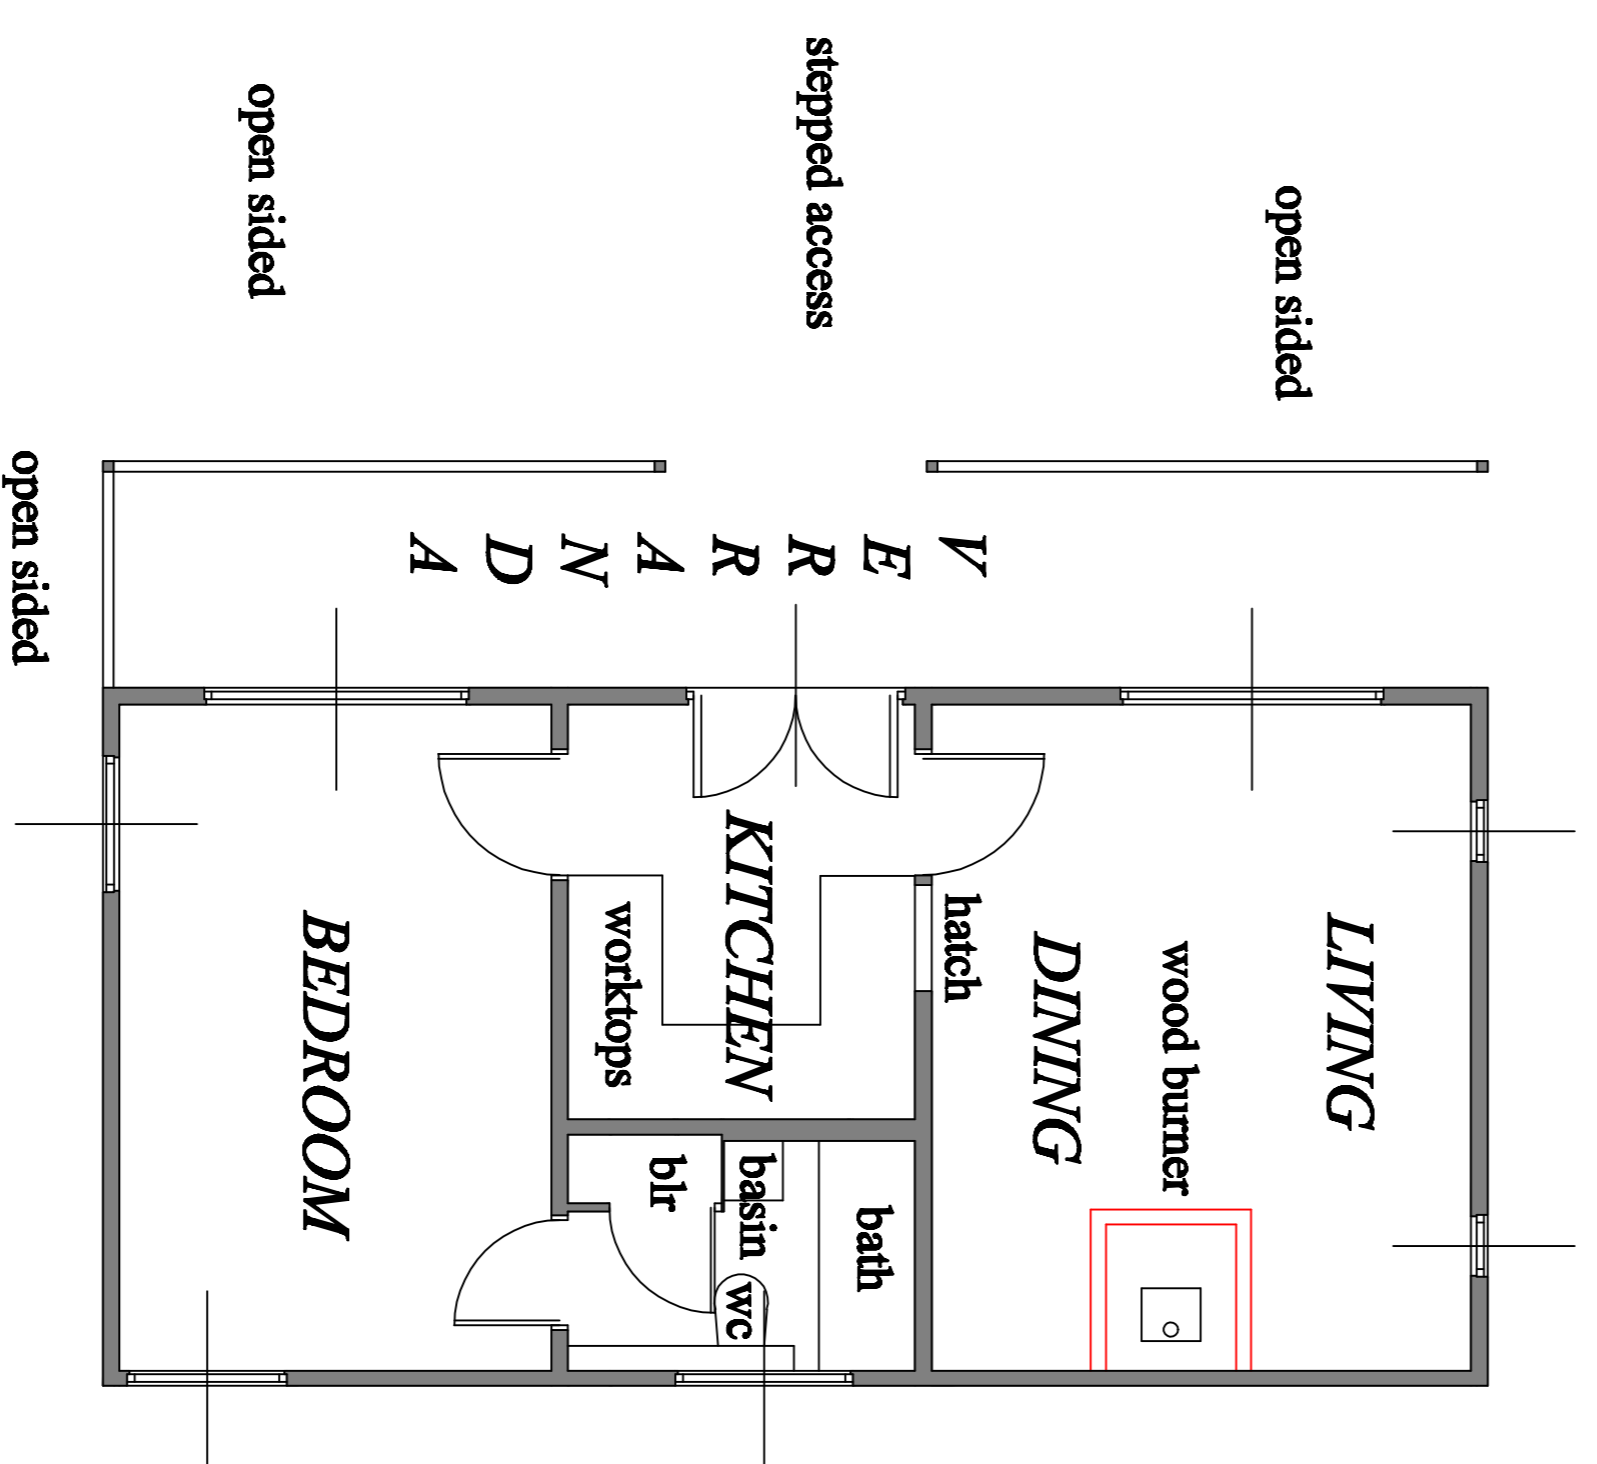 open sided
stepped access
open sided
open sided
VERRANDA
LIVING
wood burner
DINING
hatch
KITCHEN
worktops
BEDROOM
bath
basin
wc
blr